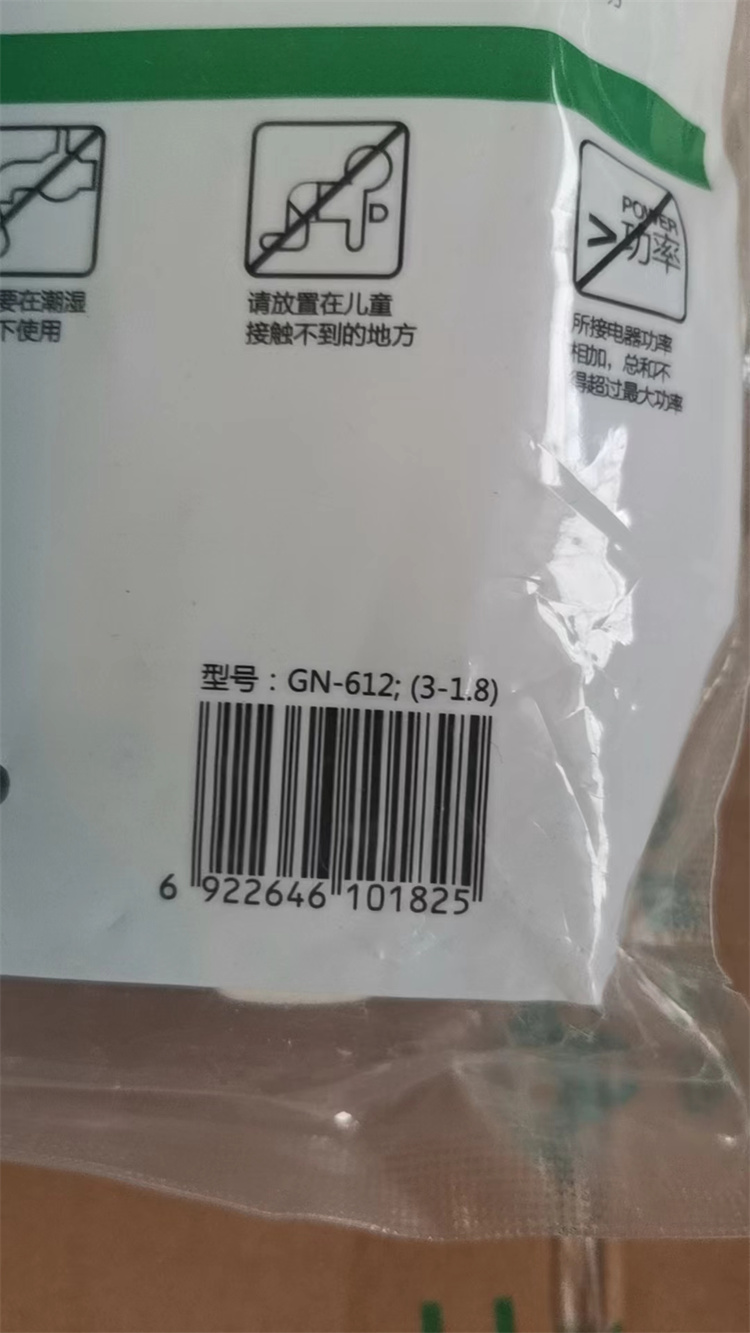 要在潮湿
下使用
请放置在儿童
接触不到的地方
POWER
>功率
所接电器功率
相加，总和不
得超过最大功率
型号：GN-612; (3-1.8)
6 922646 101825